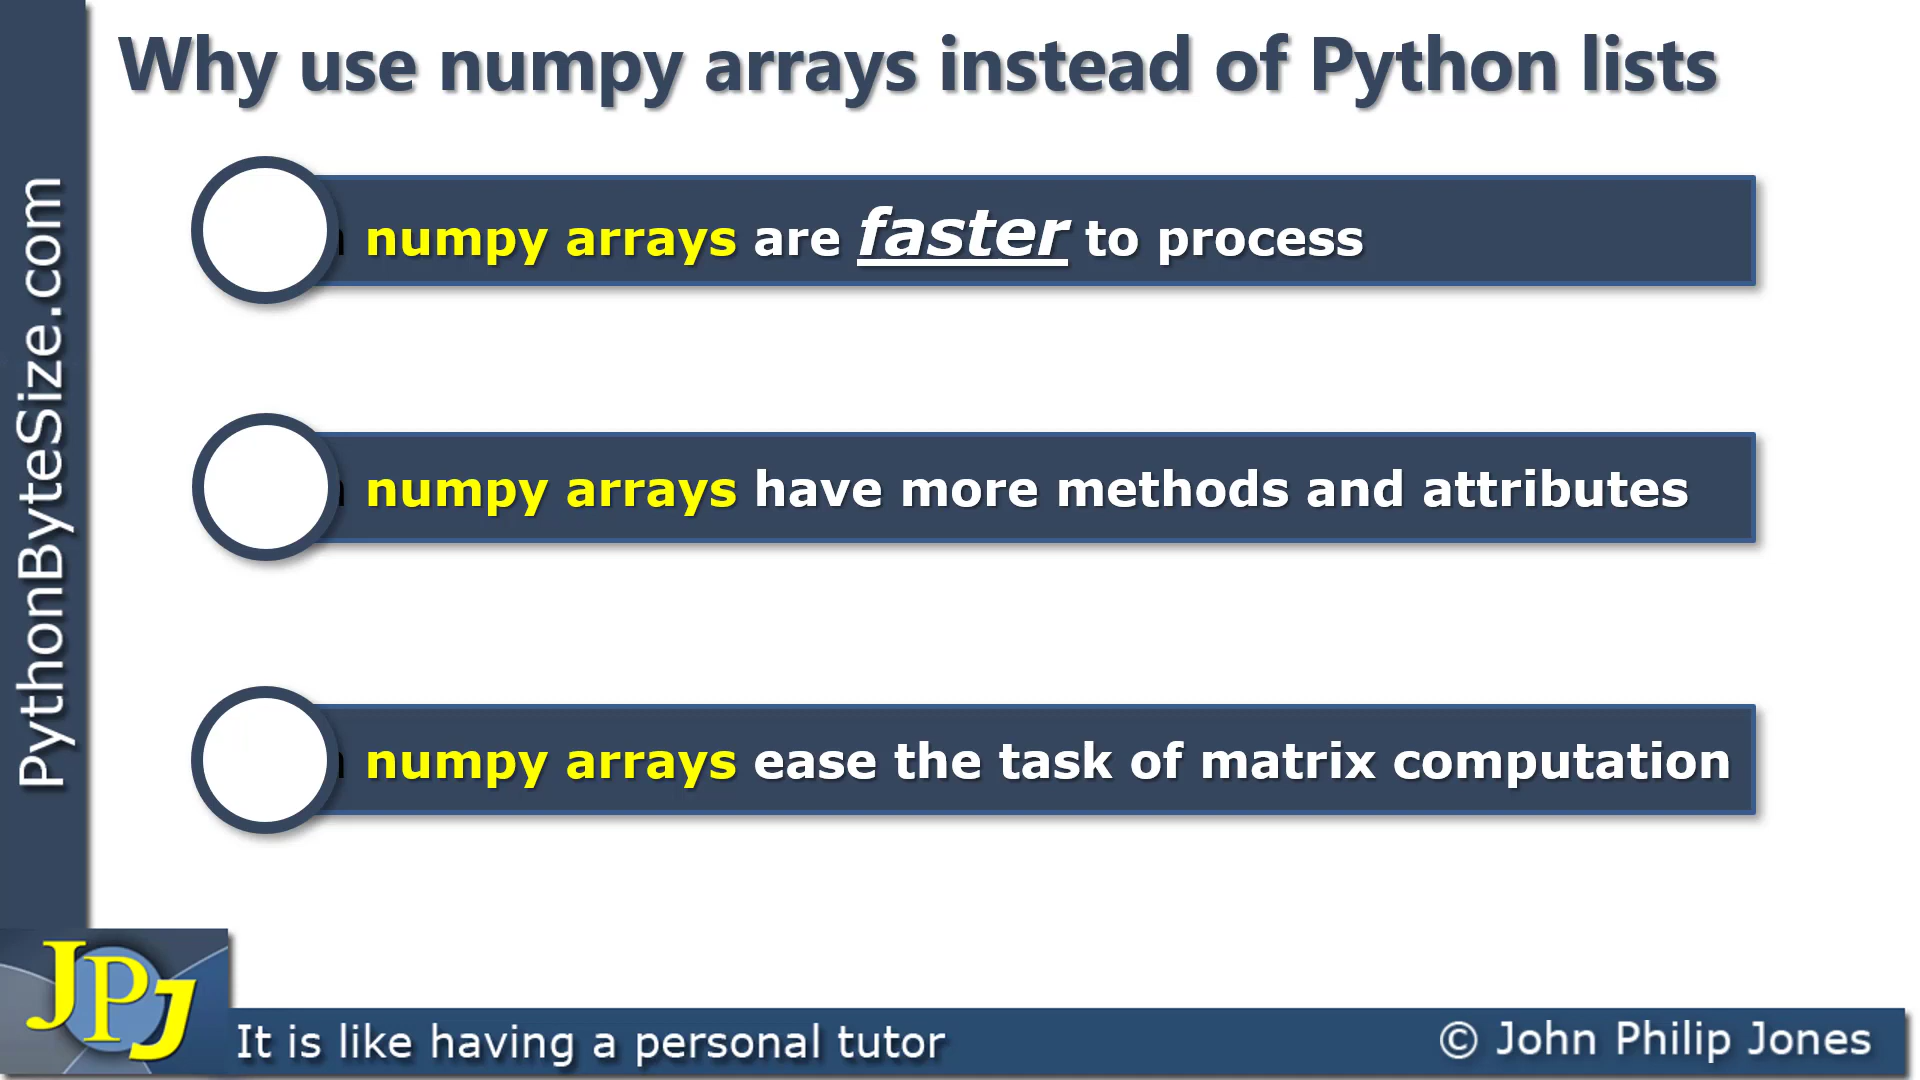 Why use numpy arrays instead of Python lists
numpy arrays are faster to process
numpy arrays have more methods and attributes
numpy arrays ease the task of matrix computation
PythonByteSize.com
JPJ
It is like having a personal tutor
© John Philip Jones